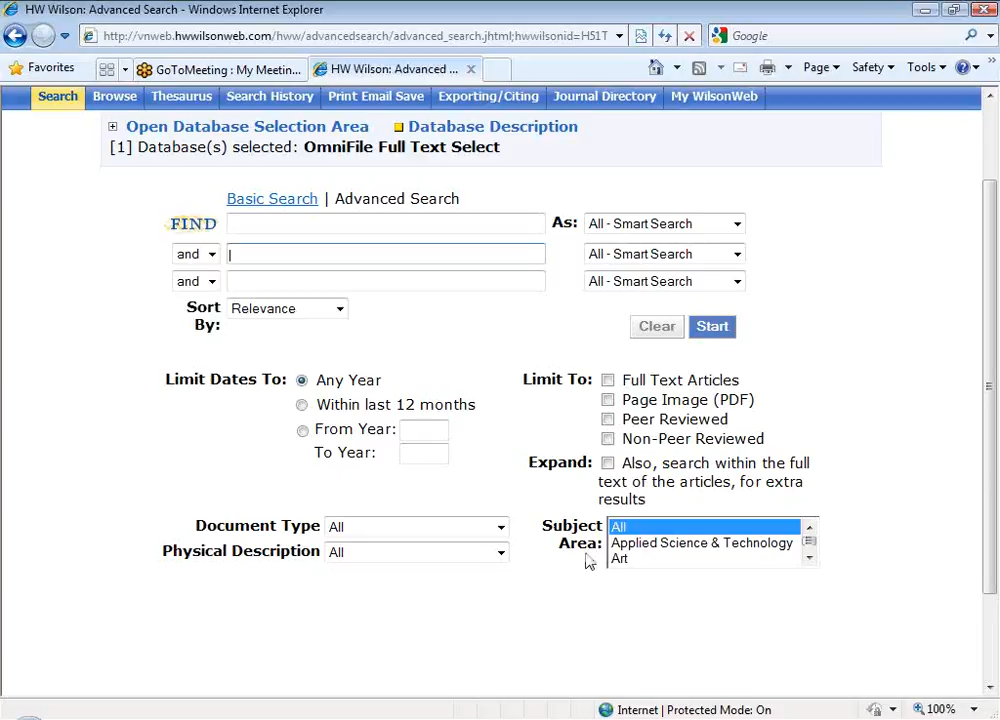 HW Wilson: Advanced Search - Windows Internet Explorer
http://vnweb.hwwilsonweb.com/hww/advancedsearch/advanced_search.jhtml;hwwilsonid=H51T
Google
Favorites
GoToMeeting : My Meetin...
HW Wilson: Advanced ...
x
Page
Safety
Tools
Search Browse Thesaurus Search History Print Email Save Exporting/Citing Journal Directory My WilsonWeb
Open Database Selection Area Database Description
[1] Database(s) selected: OmniFile Full Text Select
Basic Search | Advanced Search
FIND As: All - Smart Search
and All - Smart Search
and All - Smart Search
Sort By: Relevance
Clear Start
Limit Dates To: Any Year
Within last 12 months
From Year:
To Year:
Limit To: Full Text Articles
Page Image (PDF)
Peer Reviewed
Non-Peer Reviewed
Expand: Also, search within the full
text of the articles, for extra
results
Document Type All
Physical Description All
Subject Area: All
Applied Science & Technology
Art
Internet | Protected Mode: On
100%